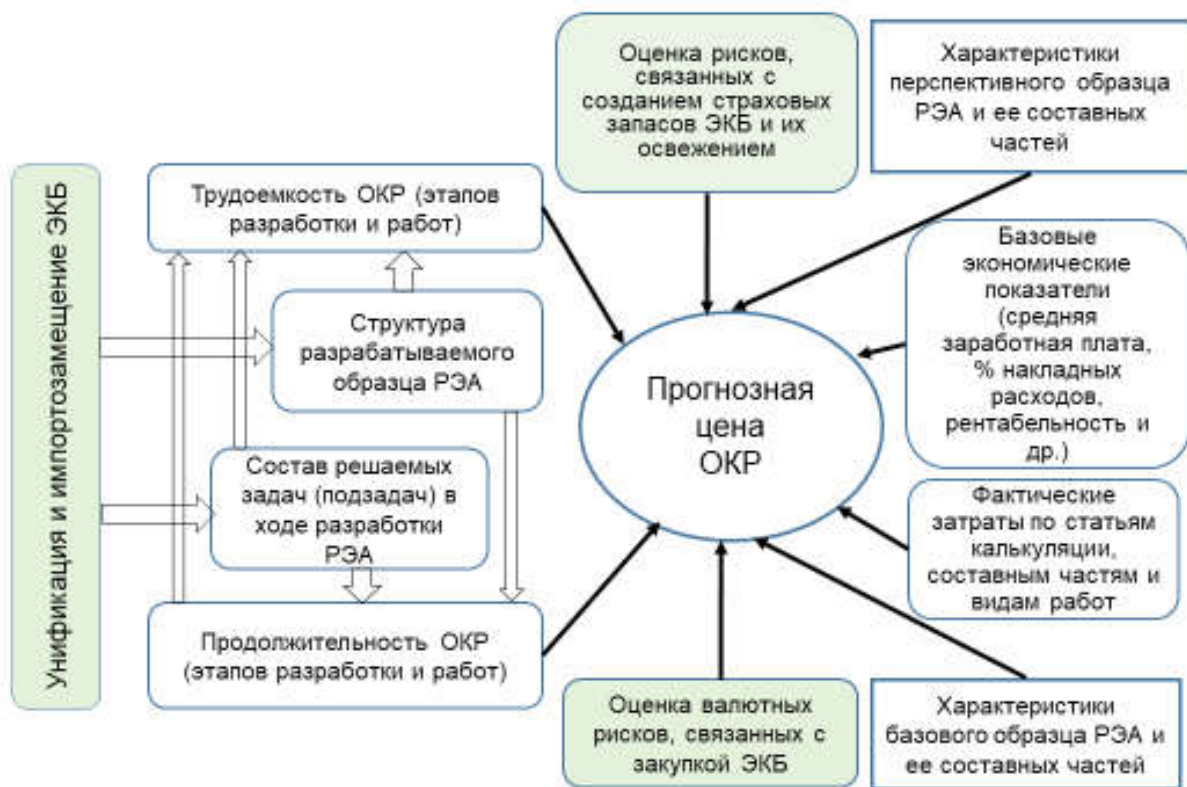 Унификация и импортозамещение ЭКБ
Трудоемкость ОКР (этапов
разработки и работ)
Структура
разрабатываемого
образца РЭА
Состав решаемых
задач (подзадач) в
ходе разработки
РЭА
Продолжительность ОКР
(этапов разработки и работ)
Оценка рисков,
связанных с
созданием страховых
запасов ЭКБ и их
освежением
Прогнозная
цена
ОКР
Оценка валютных
рисков, связанных с
закупкой ЭКБ
Характеристики
перспективного образца
РЭА и ее составных
частей
Базовые
экономические
показатели
(средняя
заработная плата,
% накладных
расходов,
рентабельность и
др.)
Фактические
затраты по статьям
калькуляции,
составным частям и
видам работ
Характеристики
базового образца РЭА и
ее составных частей